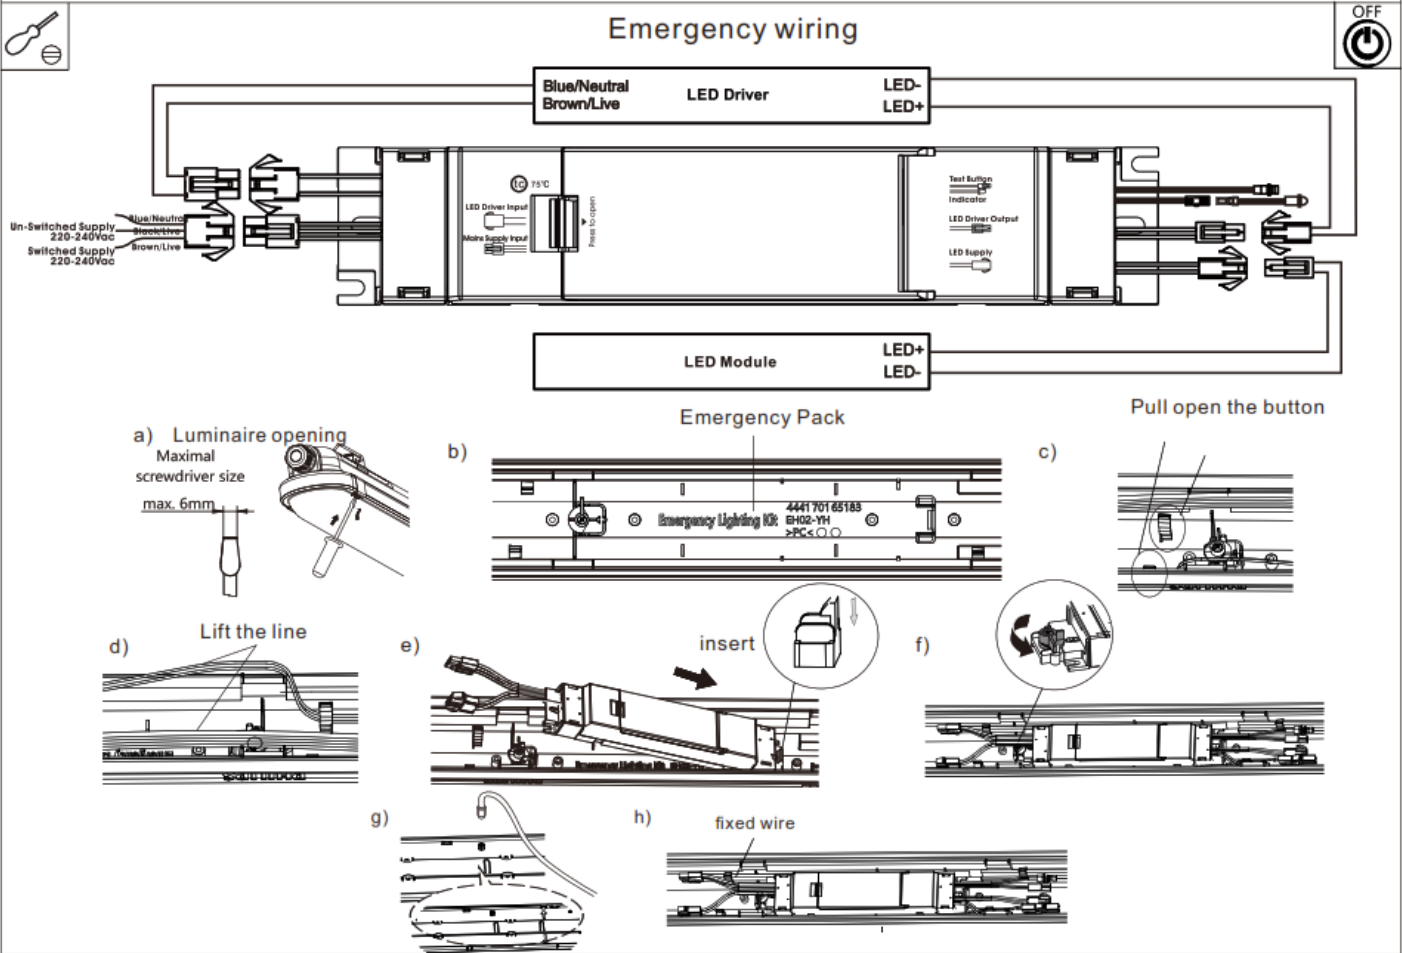 Emergency wiring
OFF
Blue/Neutral
Brown/Live
LED Driver
LED-
LED+
tc 75℃
LED Driver Input
Mains Supply Input
Press to open
Test Button
Indicator
LED Driver Output
LED Supply
Un-Switched Supply
220-240Vac
Switched Supply
220-240Vac
Blue/Neutral
Black/Live
Brown/Live
LED Module
LED+
LED-
a) Luminaire opening
Maximal
screwdriver size
max. 6mm
b)
Emergency Pack
Emergency Lighting Kit
4441 701 65183
EH02-YH
>PC<
c)
Pull open the button
d)
Lift the line
e)
insert
Emergency Lighting Kit
f)
g)
h)
fixed wire